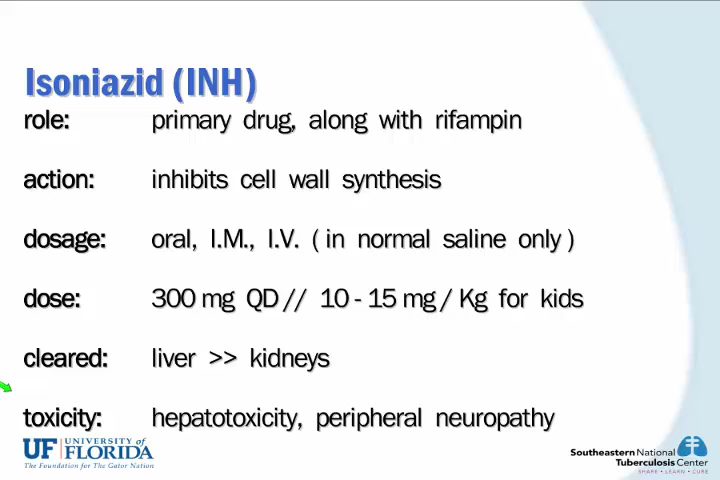 Isoniazid (INH)
role: primary drug, along with rifampin
action: inhibits cell wall synthesis
dosage: oral, I.M., I.V. ( in normal saline only )
dose: 300 mg QD // 10 - 15 mg / Kg for kids
cleared: liver >> kidneys
toxicity: hepatotoxicity, peripheral neuropathy
UF UNIVERSITY of
FLORIDA
The Foundation for The Gator Nation
Southeastern National
Tuberculosis Center
SHARE • LEARN • CURE